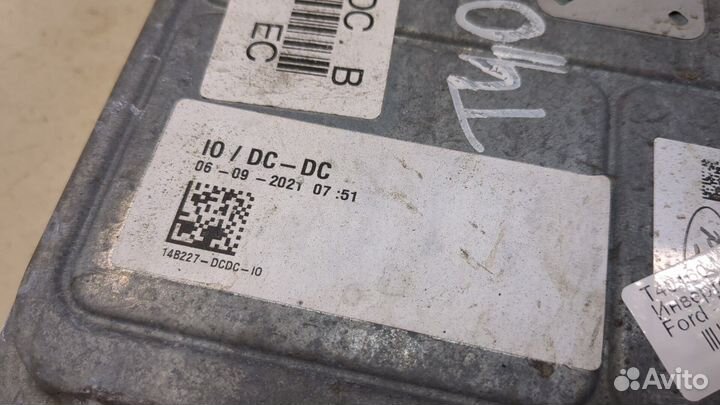 DC. B
EC
T40
IO / DC-DC
06-09-2021 07:51
14B227-DCDC-IO
Ford
Avito